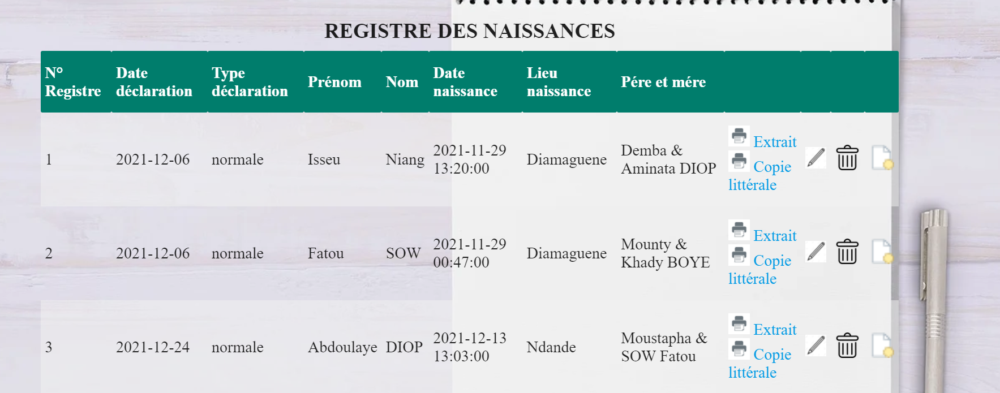 REGISTRE DES NAISSANCES
N° Registre Date déclaration Type déclaration Prénom Nom Date naissance Lieu naissance Pére et mére
1 2021-12-06 normale Isseu Niang 2021-11-29 13:20:00 Diamaguene Demba & Aminata DIOP Extrait Copie littérale
2 2021-12-06 normale Fatou SOW 2021-11-29 00:47:00 Diamaguene Mounty & Khady BOYE Extrait Copie littérale
3 2021-12-24 normale Abdoulaye DIOP 2021-12-13 13:03:00 Ndande Moustapha & SOW Fatou Extrait Copie littérale